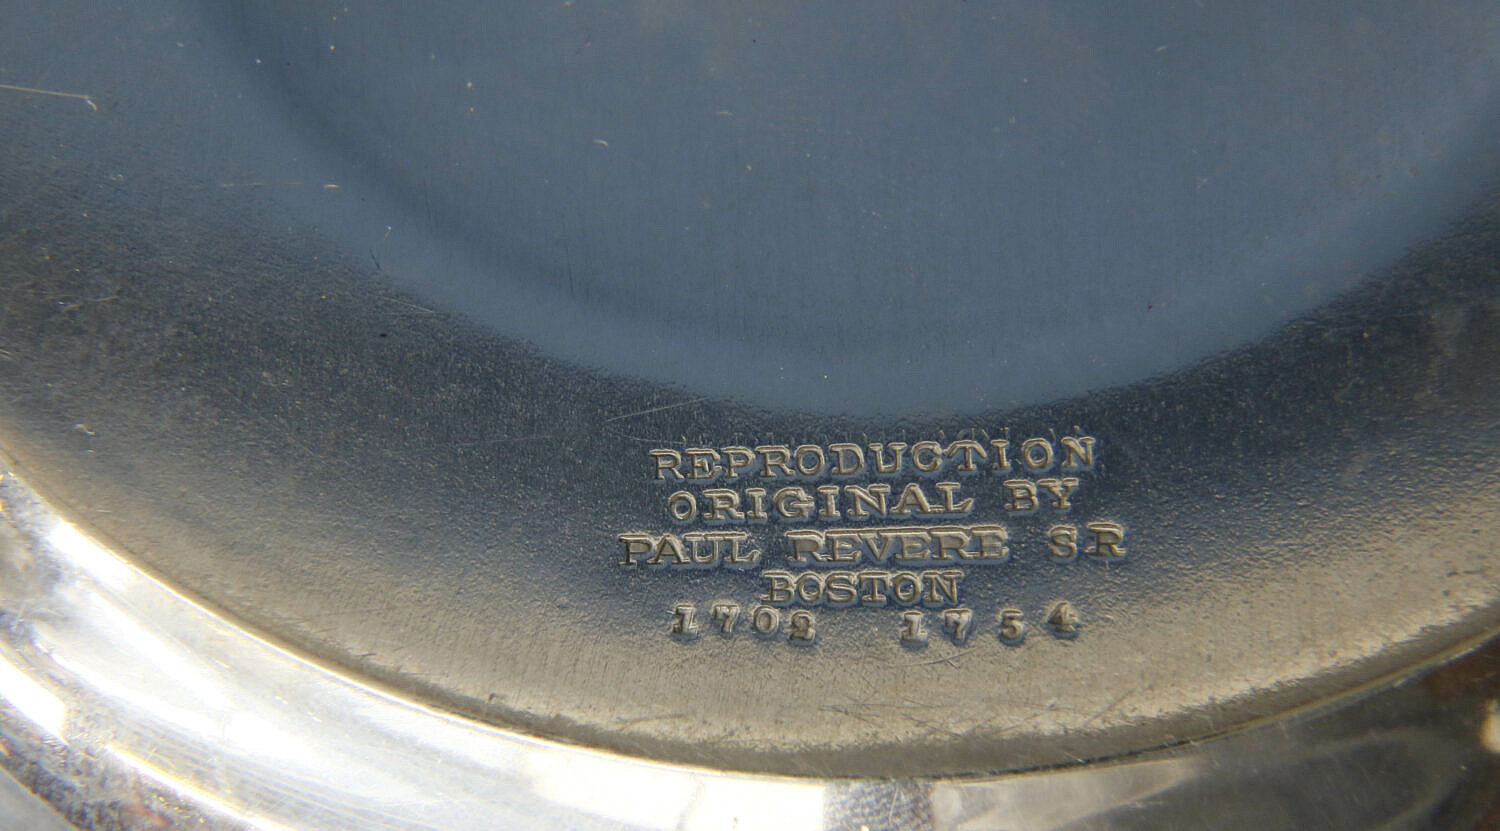 REPRODUCTION
ORIGINAL BY
PAUL REVERE SR
BOSTON
1702 1754